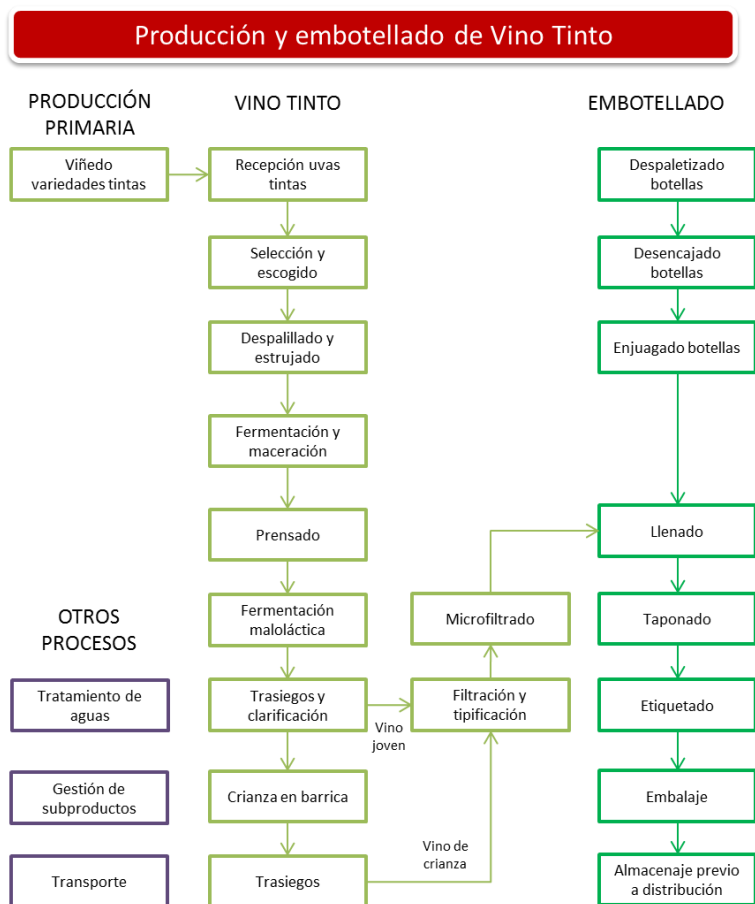 Producción y embotellado de Vino Tinto
PRODUCCIÓN
PRIMARIA
VINO TINTO
EMBOTELLADO
Viñedo
variedades tintas
Recepción uvas
tintas
Selección y
escogido
Despalillado y
estrujado
Fermentación y
maceración
Prensado
Fermentación
maloláctica
Trasiegos y
clarificación
Vino
joven
Crianza en barrica
Trasiegos
Vino de
crianza
Filtración y
tipificación
Microfiltrado
Despaletizado
botellas
Desencajado
botellas
Enjuagado botellas
Llenado
Taponado
Etiquetado
Embalaje
Almacenaje previo
a distribución
OTROS
PROCESOS
Tratamiento de
aguas
Gestión de
subproductos
Transporte